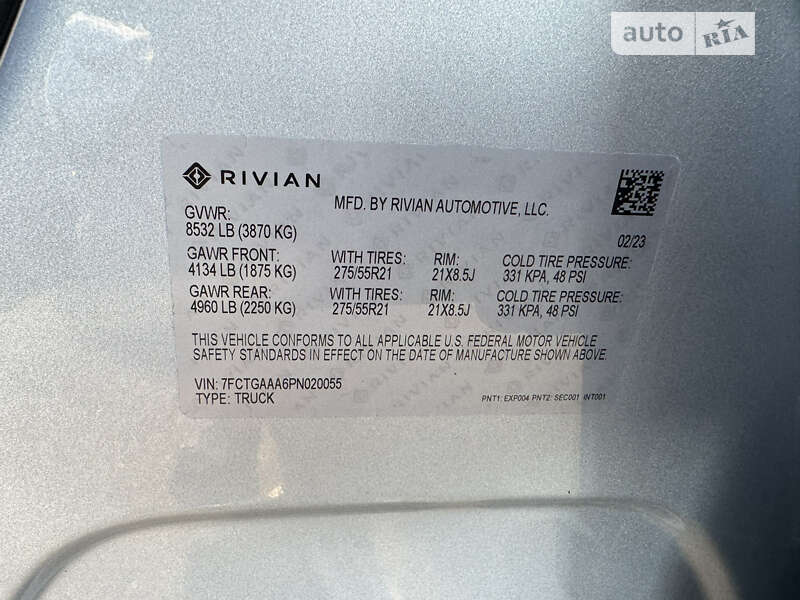 auto RIA
RIVIAN
MFD. BY RIVIAN AUTOMOTIVE, LLC.
GVWR:
8532 LB (3870 KG)
02/23
GAWR FRONT: WITH TIRES: RIM: COLD TIRE PRESSURE:
4134 LB (1875 KG) 275/55R21 21X8.5J 331 KPA, 48 PSI
GAWR REAR: WITH TIRES: RIM: COLD TIRE PRESSURE:
4960 LB (2250 KG) 275/55R21 21X8.5J 331 KPA, 48 PSI
THIS VEHICLE CONFORMS TO ALL APPLICABLE U.S. FEDERAL MOTOR VEHICLE
SAFETY STANDARDS IN EFFECT ON THE DATE OF MANUFACTURE SHOWN ABOVE.
VIN: 7FCTGAAA6PN020055
TYPE: TRUCK
PNT1: EXP004 PNT2: SEC001 INT001